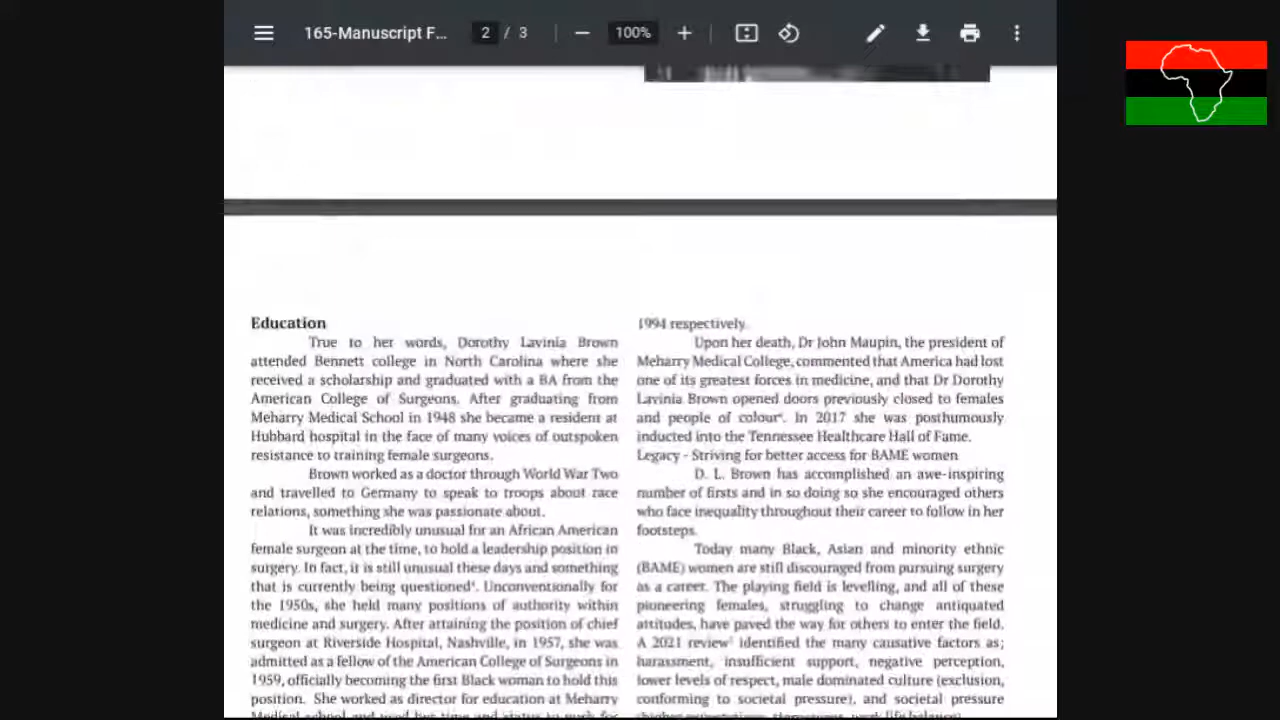 165-Manuscript F...
2 / 3
100%
Education
True to her words, Dorothy Lavinia Brown
attended Bennett college in North Carolina where she
received a scholarship and graduated with a BA from the
American College of Surgeons. After graduating from
Meharry Medical School in 1948 she became a resident at
Hubbard hospital in the face of many voices of outspoken
resistance to training female surgeons.
Brown worked as a doctor through World War Two
and travelled to Germany to speak to troops about race
relations, something she was passionate about.
It was incredibly unusual for an African American
female surgeon at the time, to hold a leadership position in
surgery. In fact, it is still unusual these days and something
that is currently being questioned. Unconventionally for
the 1950s, she held many positions of authority within
medicine and surgery. After attaining the position of chief
surgeon at Riverside Hospital, Nashville, in 1957, she was
admitted as a fellow of the American College of Surgeons in
1959, officially becoming the first Black woman to hold this
position. She worked as director for education at Meharry
Medical school and used her time and status to push for
1994 respectively.
Upon her death, Dr John Maupin, the president of
Meharry Medical College, commented that America had lost
one of its greatest forces in medicine, and that Dr Dorothy
Lavinia Brown opened doors previously closed to females
and people of colour. In 2017 she was posthumously
inducted into the Tennessee Healthcare Hall of Fame.
Legacy - Striving for better access for BAME women
D. L. Brown has accomplished an awe-inspiring
number of firsts and in so doing so she encouraged others
who face inequality throughout their career to follow in her
footsteps.
Today many Black, Asian and minority ethnic
(BAME) women are still discouraged from pursuing surgery
as a career. The playing field is levelling, and all of these
pioneering females, struggling to change antiquated
attitudes, have paved the way for others to enter the field.
A 2021 review identified the many causative factors as;
harassment, insufficient support, negative perception,
lower levels of respect, male dominated culture (exclusion,
conforming to societal pressure), and societal pressure